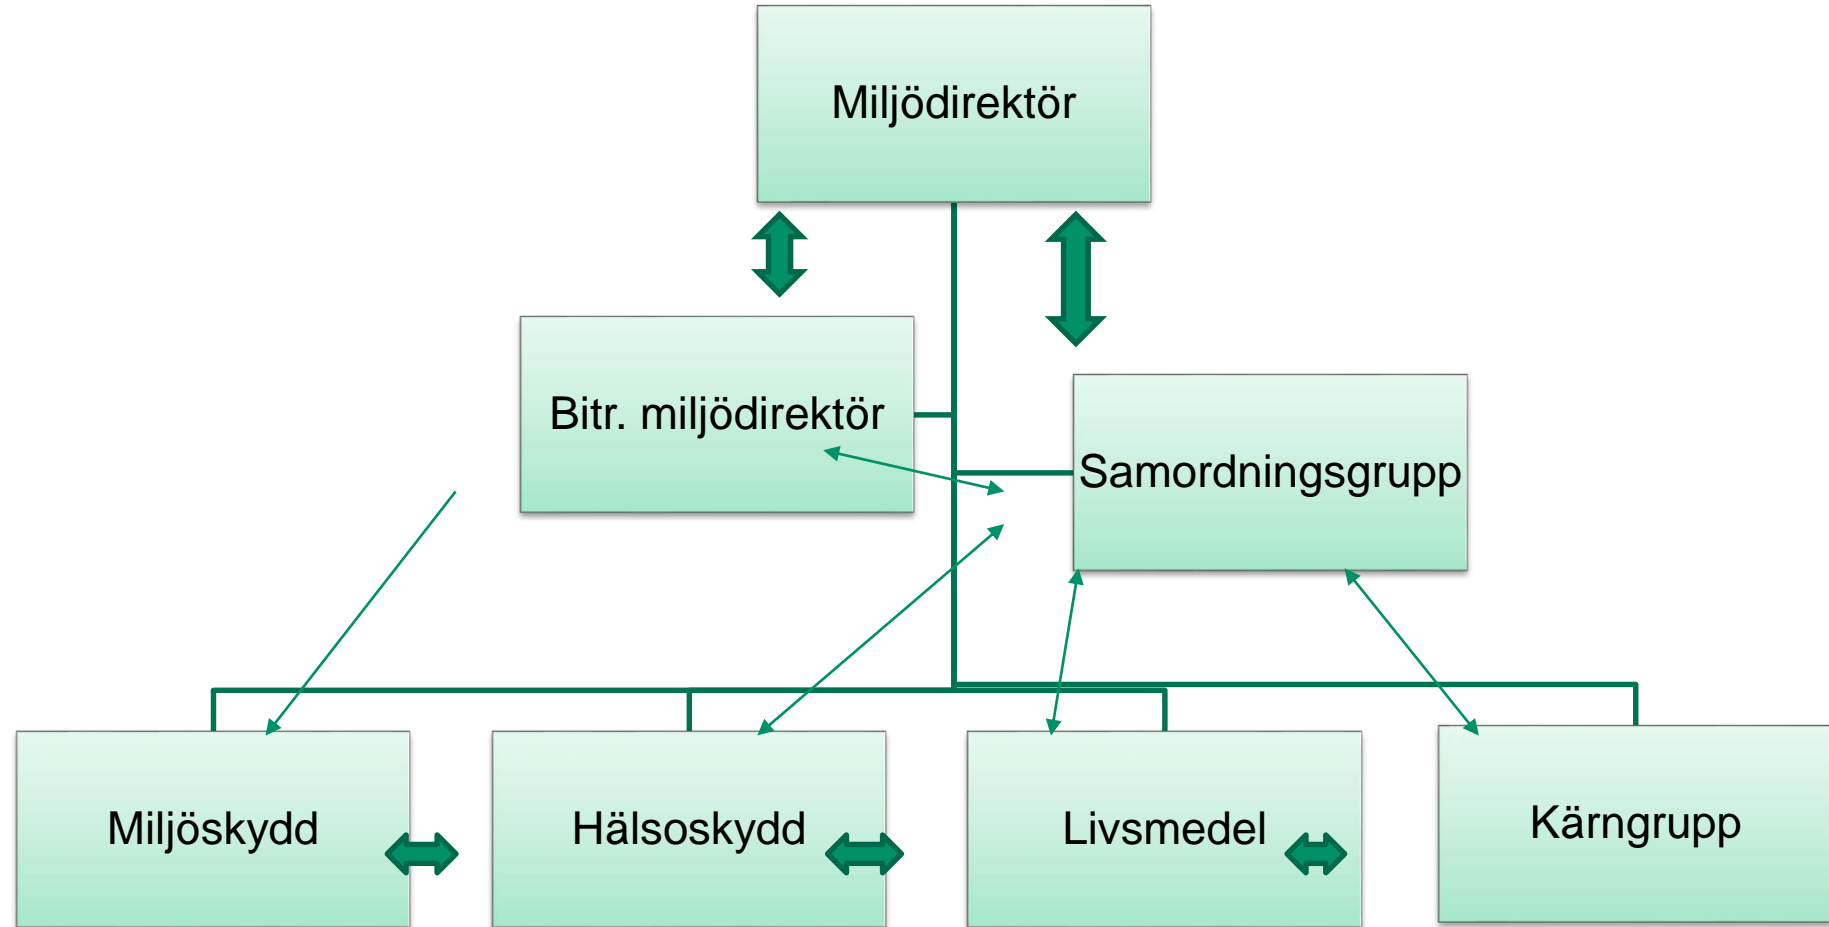 Miljödirektör
Bitr. miljödirektör
Samordningsgrupp
Miljöskydd
Hälsoskydd
Livsmedel
Kärngrupp